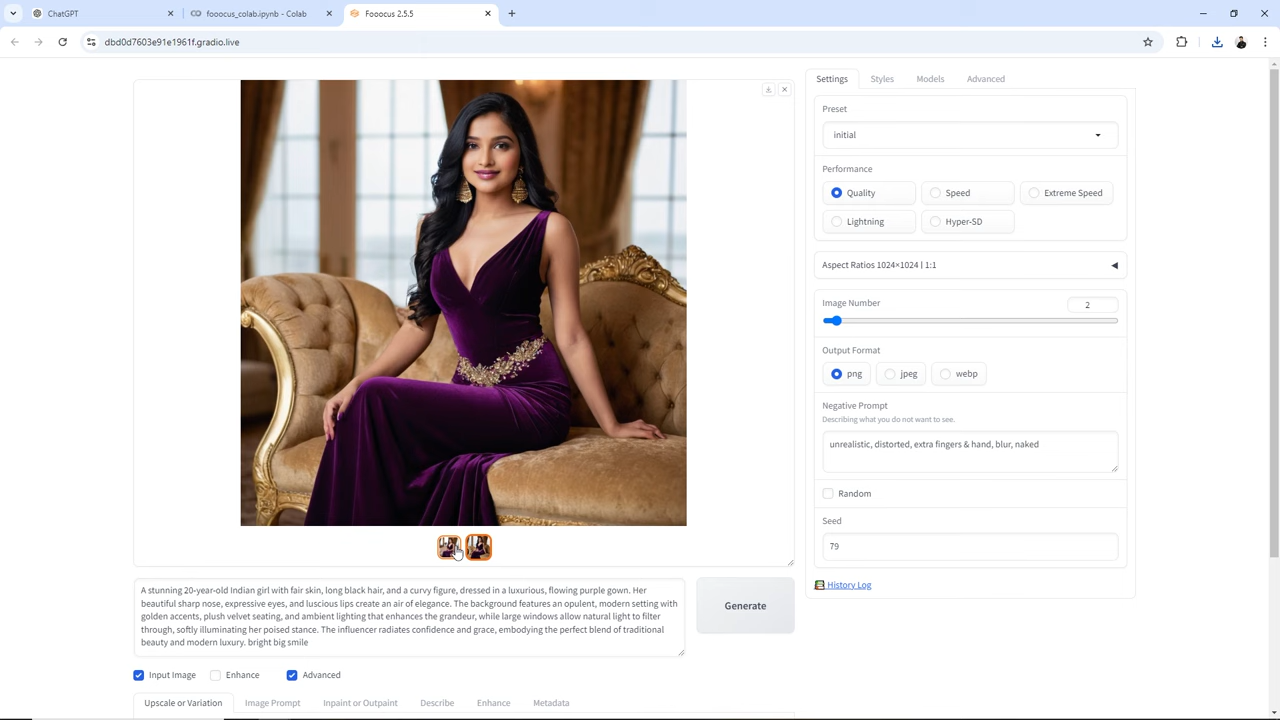 ChatGPT
fooocus_colab.ipynb - Colab
Fooocus 2.5.5
dbd0d7603e91e1961f.gradio.live
Settings
Styles
Models
Advanced
Preset
initial
Performance
Quality
Speed
Extreme Speed
Lightning
Hyper-SD
Aspect Ratios 1024×1024 | 1:1
Image Number
2
Output Format
png
jpeg
webp
Negative Prompt
Describing what you do not want to see.
unrealistic, distorted, extra fingers & hand, blur, naked
Random
Seed
79
History Log
A stunning 20-year-old Indian girl with fair skin, long black hair, and a curvy figure, dressed in a luxurious, flowing purple gown. Her
beautiful sharp nose, expressive eyes, and luscious lips create an air of elegance. The background features an opulent, modern setting with
golden accents, plush velvet seating, and ambient lighting that enhances the grandeur, while large windows allow natural light to filter
through, softly illuminating her poised stance. The influencer radiates confidence and grace, embodying the perfect blend of traditional
beauty and modern luxury. bright big smile
Generate
Input Image
Enhance
Advanced
Upscale or Variation
Image Prompt
Inpaint or Outpaint
Describe
Enhance
Metadata